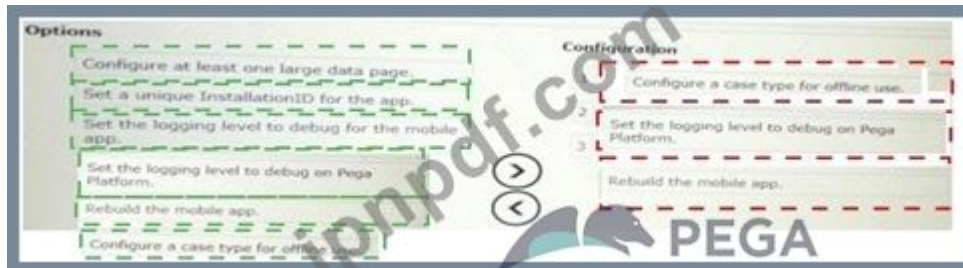 Options
Configure at least one large data page.
Set a unique InstallationID for the app.
Set the logging level to debug for the mobile
app.
Set the logging level to debug on Pega
Platform.
Rebuild the mobile app.
Configure a case type for offline use.
Configuration
1
Configure a case type for offline use.
2
Set the logging level to debug on Pega
Platform.
3
Rebuild the mobile app.
jpnpdf.com
PEGA